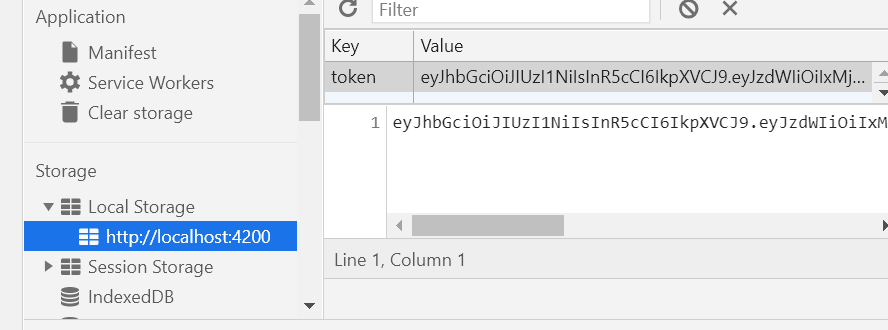 Application
Manifest
Service Workers
Clear storage
Storage
Local Storage
http://localhost:4200
Session Storage
IndexedDB
Filter
Key Value
token eyJhbGciOiJIUzI1NiIsInR5cCI6IkpXVCJ9.eyJzdWIiOiIxMj...
1 eyJhbGciOiJIUzI1NiIsInR5cCI6IkpXVCJ9.eyJzdWIiOiIxM
Line 1, Column 1